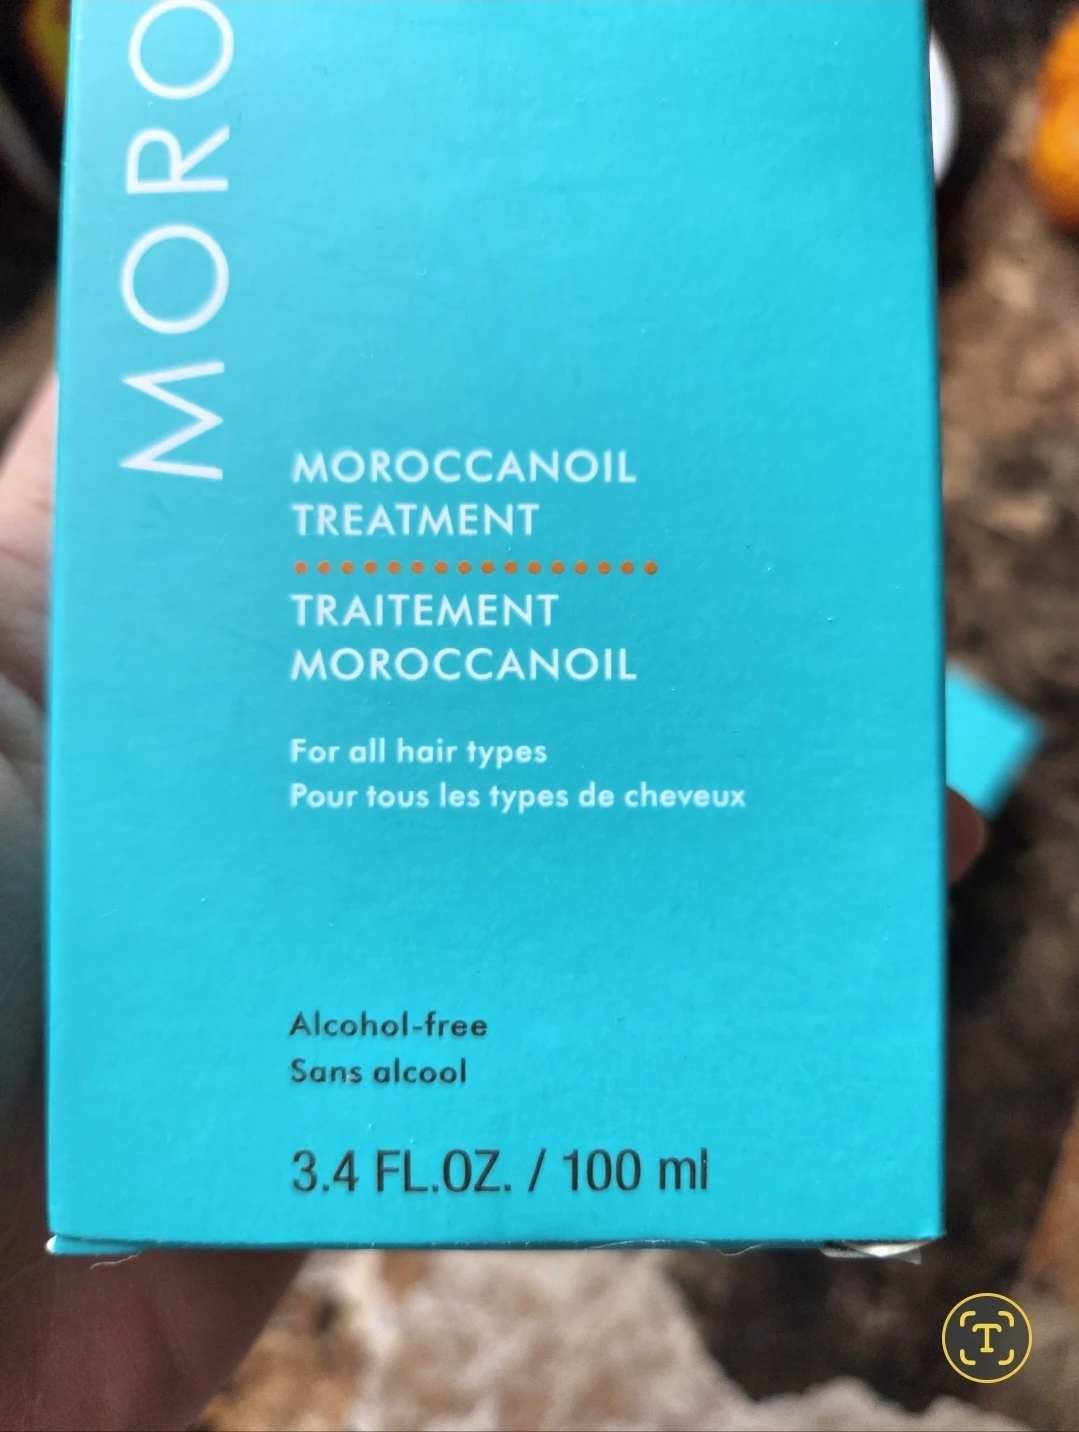 MORO
MOROCCANOIL
TREATMENT
TRAITEMENT
MOROCCANOIL
For all hair types
Pour tous les types de cheveux
Alcohol-free
Sans alcool
3.4 FL.OZ. / 100 ml
T